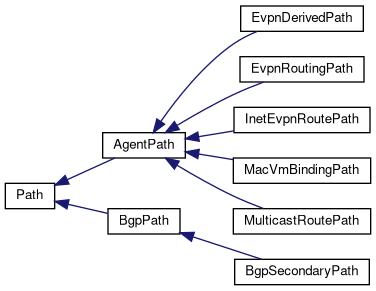 EvpnDerivedPath
EvpnRoutingPath
InetEvpnRoutePath
AgentPath
MacVmBindingPath
Path
BgpPath
MulticastRoutePath
BgpSecondaryPath